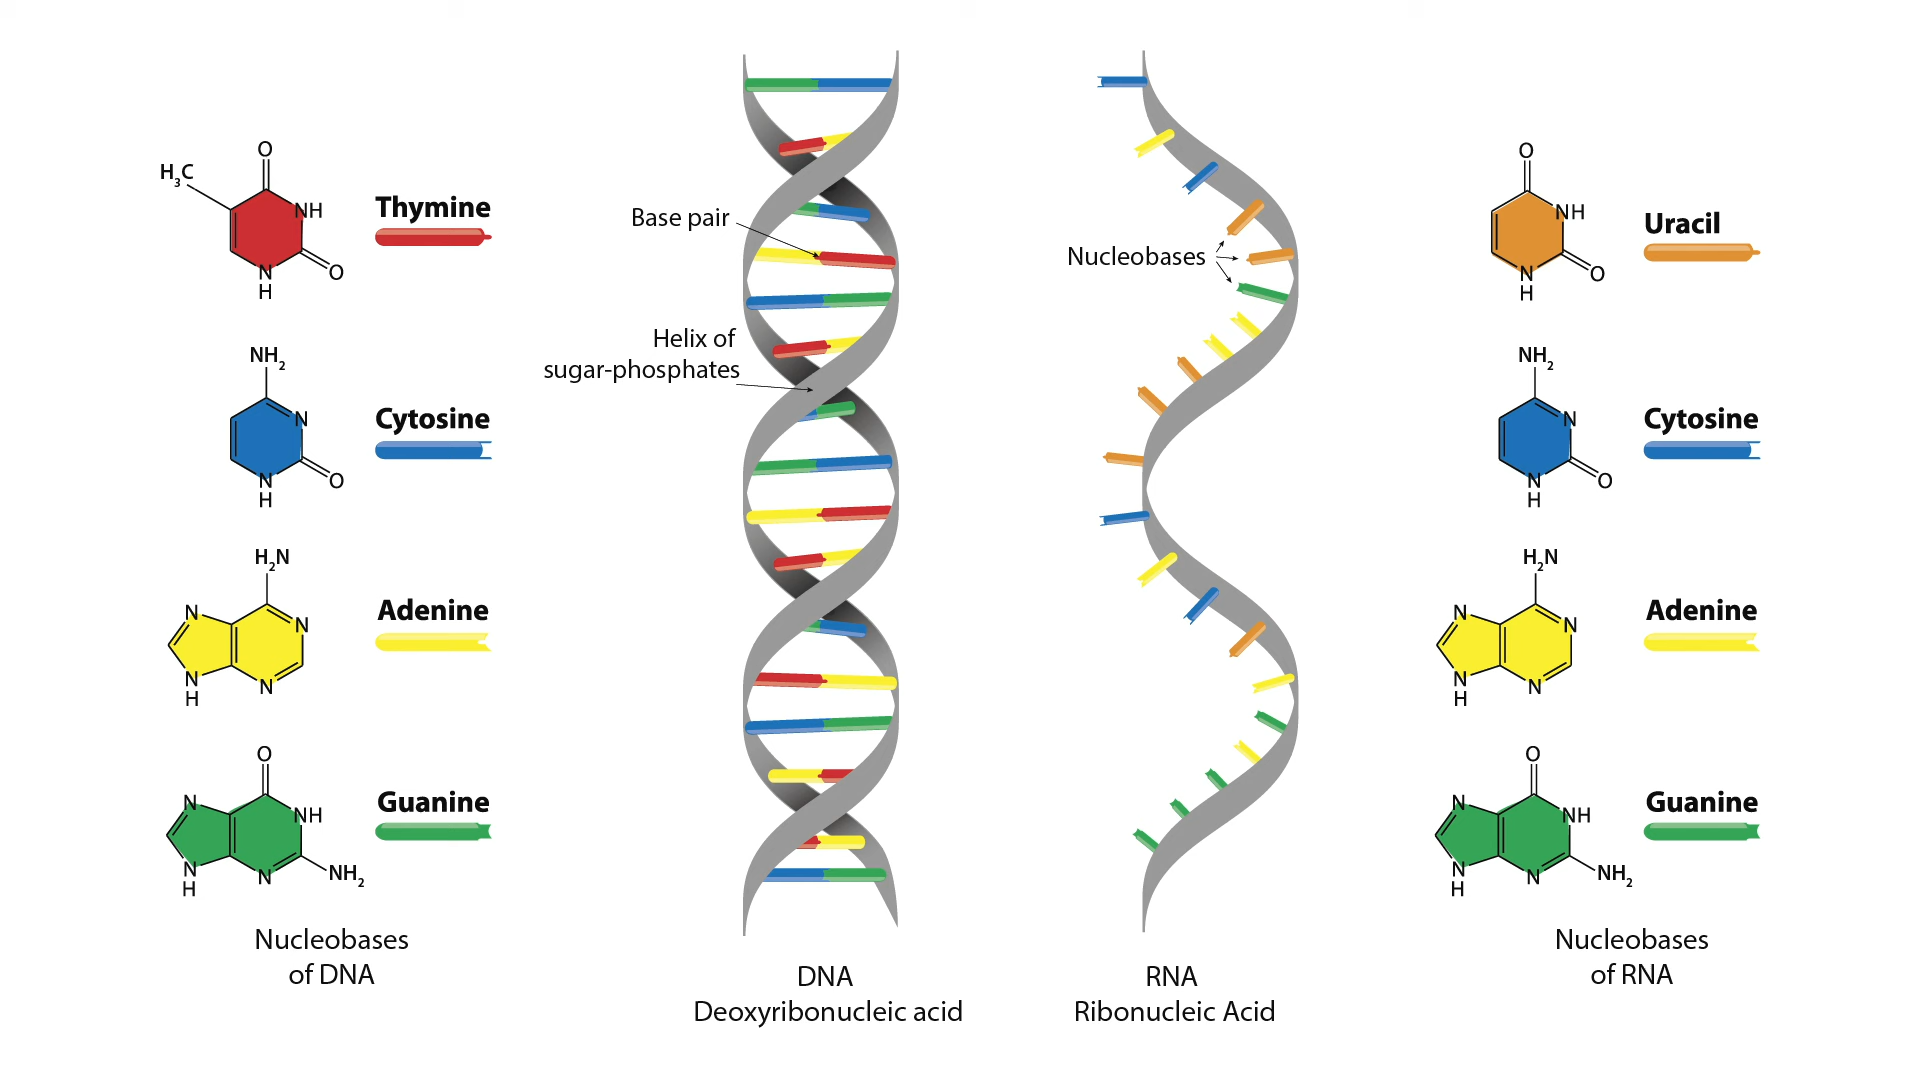 O
H3C
NH
Thymine
N
H
O
NH2
N
Cytosine
N
H
O
H2N
N
N
Adenine
N
H
N
O
N
NH
Guanine
N
H
N
NH2
Nucleobases
of DNA
Base pair
Helix of
sugar-phosphates
DNA
Deoxyribonucleic acid
Nucleobases
RNA
Ribonucleic Acid
O
NH
Uracil
N
H
O
NH2
N
Cytosine
N
H
O
H2N
N
N
Adenine
N
H
N
O
N
NH
Guanine
N
H
N
NH2
Nucleobases
of RNA